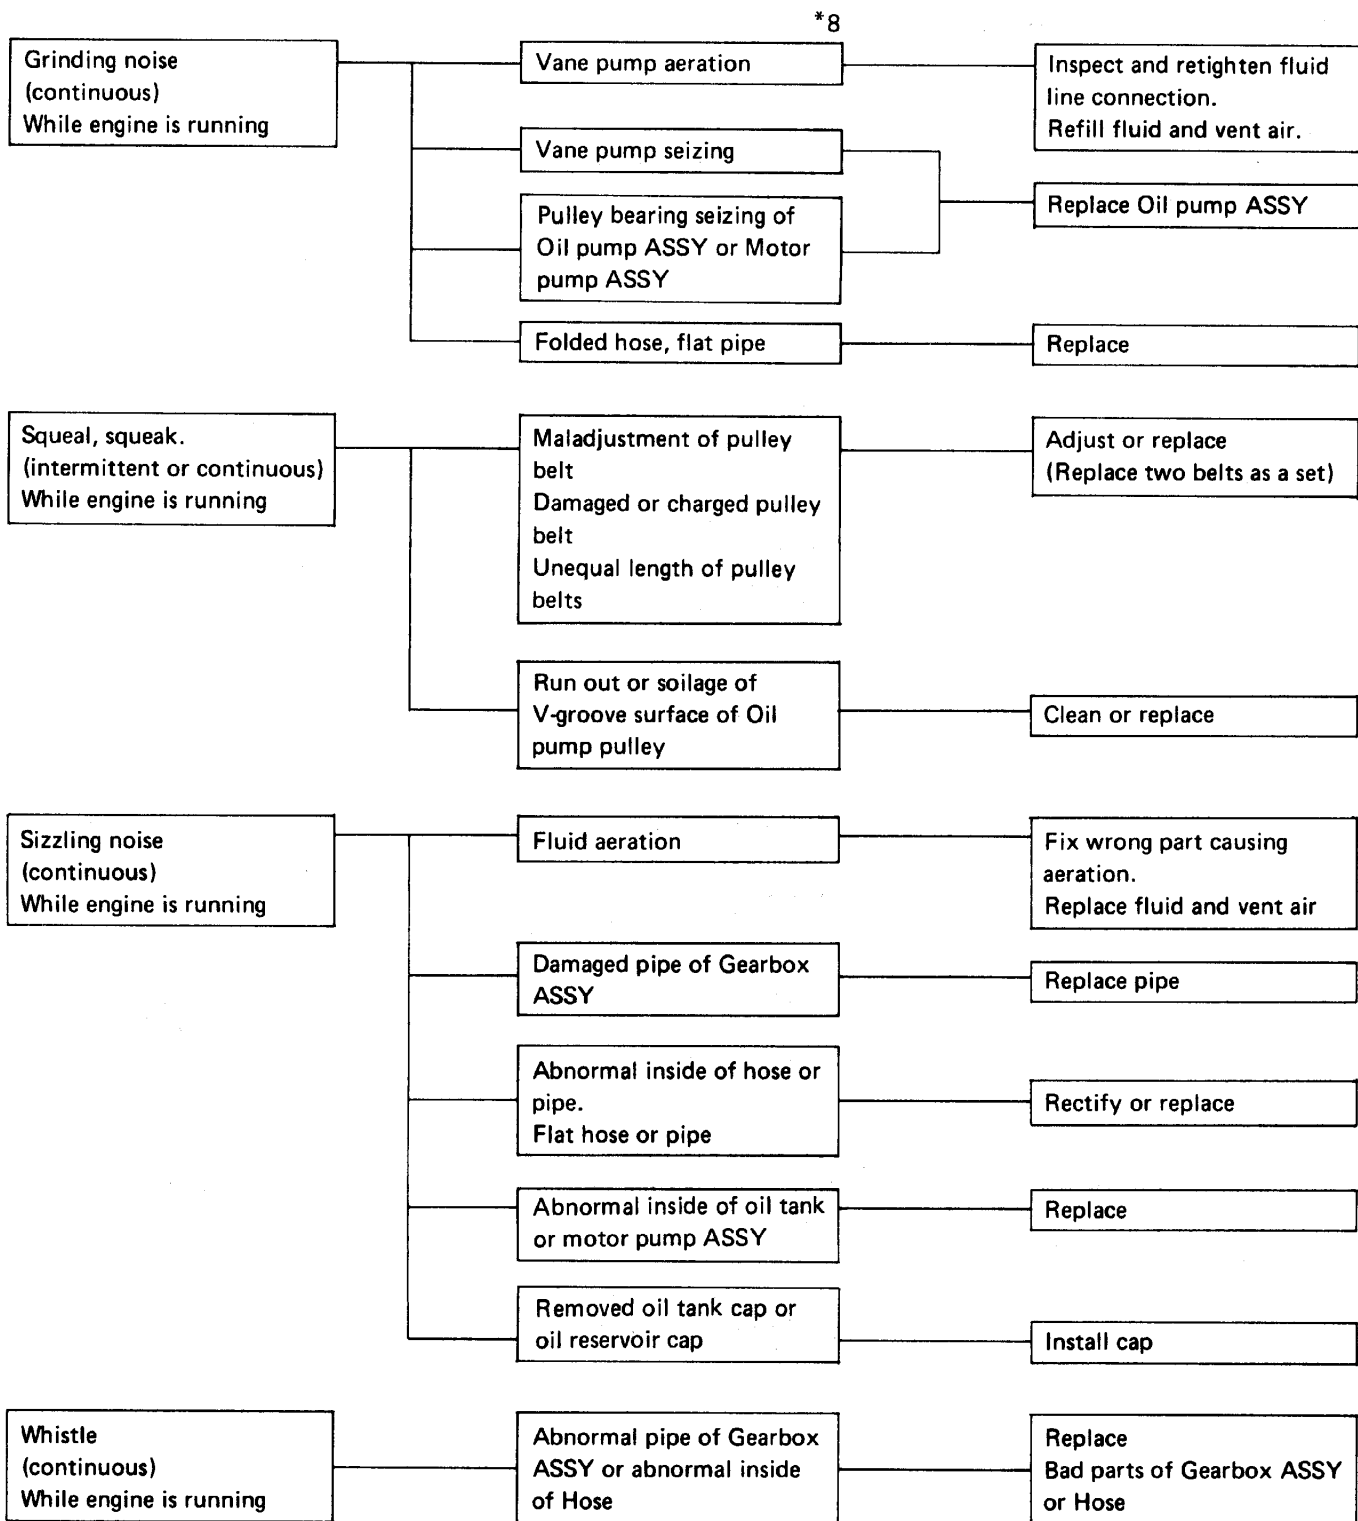 *8
Grinding noise
(continuous)
While engine is running
Vane pump aeration
Inspect and retighten fluid
line connection.
Refill fluid and vent air.
Vane pump seizing
Pulley bearing seizing of
Oil pump ASSY or Motor
pump ASSY
Replace Oil pump ASSY
Folded hose, flat pipe
Replace
Squeal, squeak.
(intermittent or continuous)
While engine is running
Maladjustment of pulley
belt
Damaged or charged pulley
belt
Unequal length of pulley
belts
Adjust or replace
(Replace two belts as a set)
Run out or soilage of
V-groove surface of Oil
pump pulley
Clean or replace
Sizzling noise
(continuous)
While engine is running
Fluid aeration
Fix wrong part causing
aeration.
Replace fluid and vent air
Damaged pipe of Gearbox
ASSY
Replace pipe
Abnormal inside of hose or
pipe.
Flat hose or pipe
Rectify or replace
Abnormal inside of oil tank
or motor pump ASSY
Replace
Removed oil tank cap or
oil reservoir cap
Install cap
Whistle
(continuous)
While engine is running
Abnormal pipe of Gearbox
ASSY or abnormal inside
of Hose
Replace
Bad parts of Gearbox ASSY
or Hose